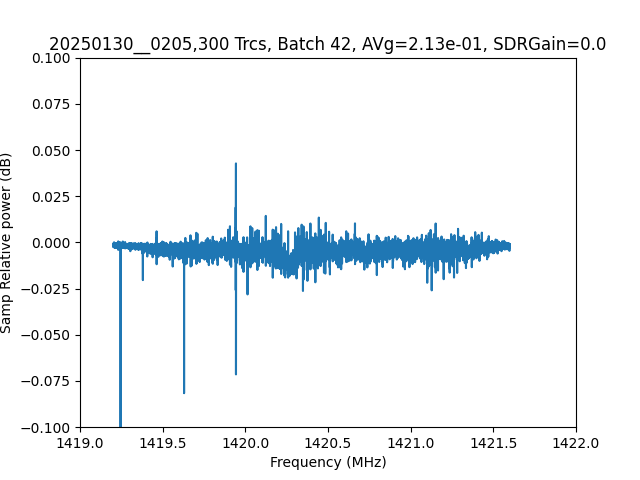 20250130__0205,300 Trcs, Batch 42, AVg=2.13e-01, SDRGain=0.0
0.100
0.075
0.050
0.025
0.000
−0.025
−0.050
−0.075
−0.100
Samp Relative power (dB)
1419.0 1419.5 1420.0 1420.5 1421.0 1421.5 1422.0
Frequency (MHz)